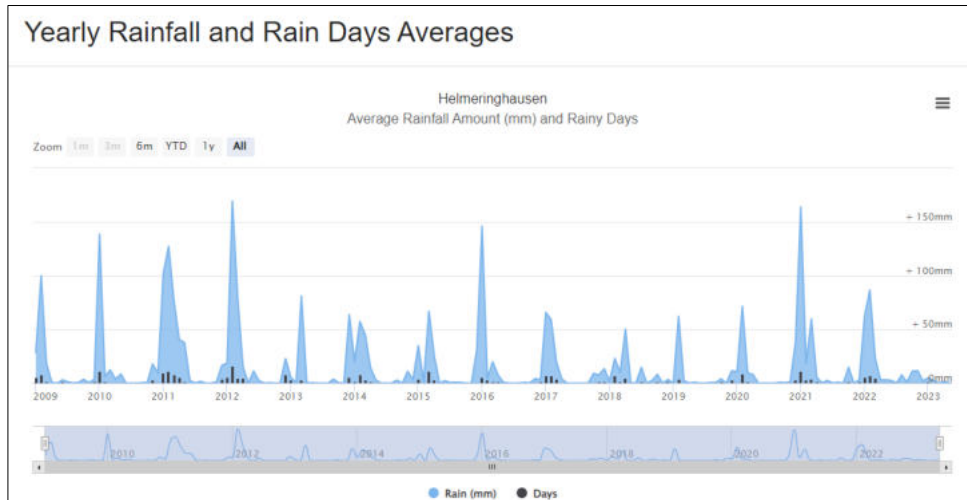 Yearly Rainfall and Rain Days Averages
Helmeringhausen
Average Rainfall Amount (mm) and Rainy Days
Zoom 1m 3m 6m YTD 1y All
+ 150mm
+ 100mm
+ 50mm
0mm
2009 2010 2011 2012 2013 2014 2015 2016 2017 2018 2019 2020 2021 2022 2023
2010 2012 2014 2016 2018 2020 2022
Rain (mm) Days